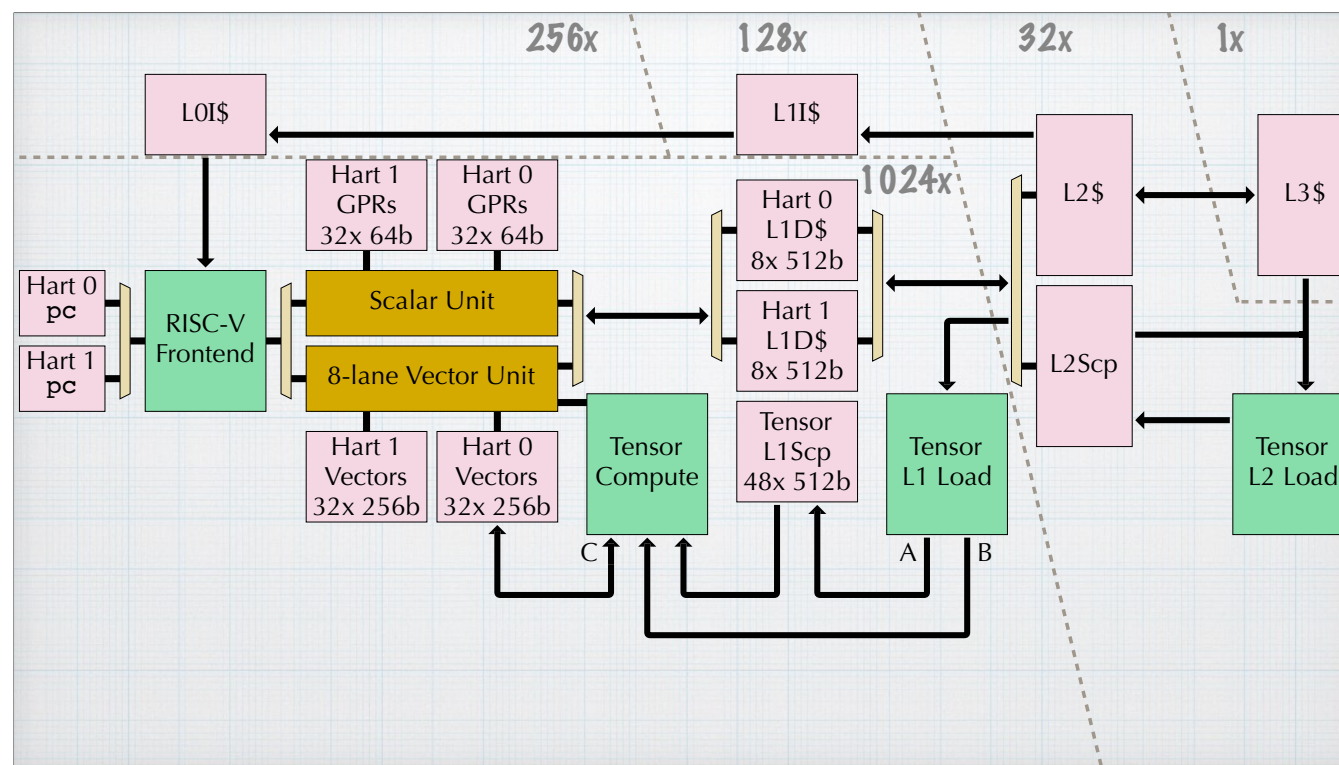 256x
128x
32x
1x
L0I$
L1I$
1024x
Hart 1
GPRs
32x 64b
Hart 0
GPRs
32x 64b
Hart 0
L1D$
8x 512b
L2$
L3$
Hart 0
pc
Hart 1
pc
RISC-V
Frontend
Scalar Unit
8-lane Vector Unit
Hart 1
L1D$
8x 512b
L2Scp
Hart 1
Vectors
32x 256b
Hart 0
Vectors
32x 256b
Tensor
Compute
Tensor
L1Scp
48x 512b
Tensor
L1 Load
Tensor
L2 Load
C
A
B